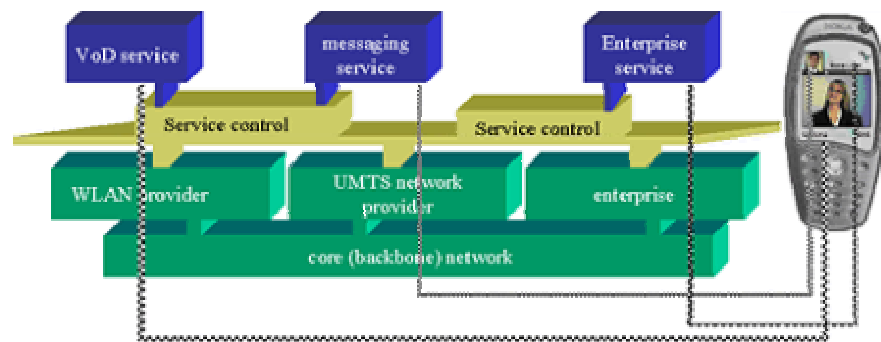 VoD service
messaging
service
Enterprise
service
NOKIA
Service control
Service control
WLAN provider
UMTS network
provider
enterprise
core (backbone) network